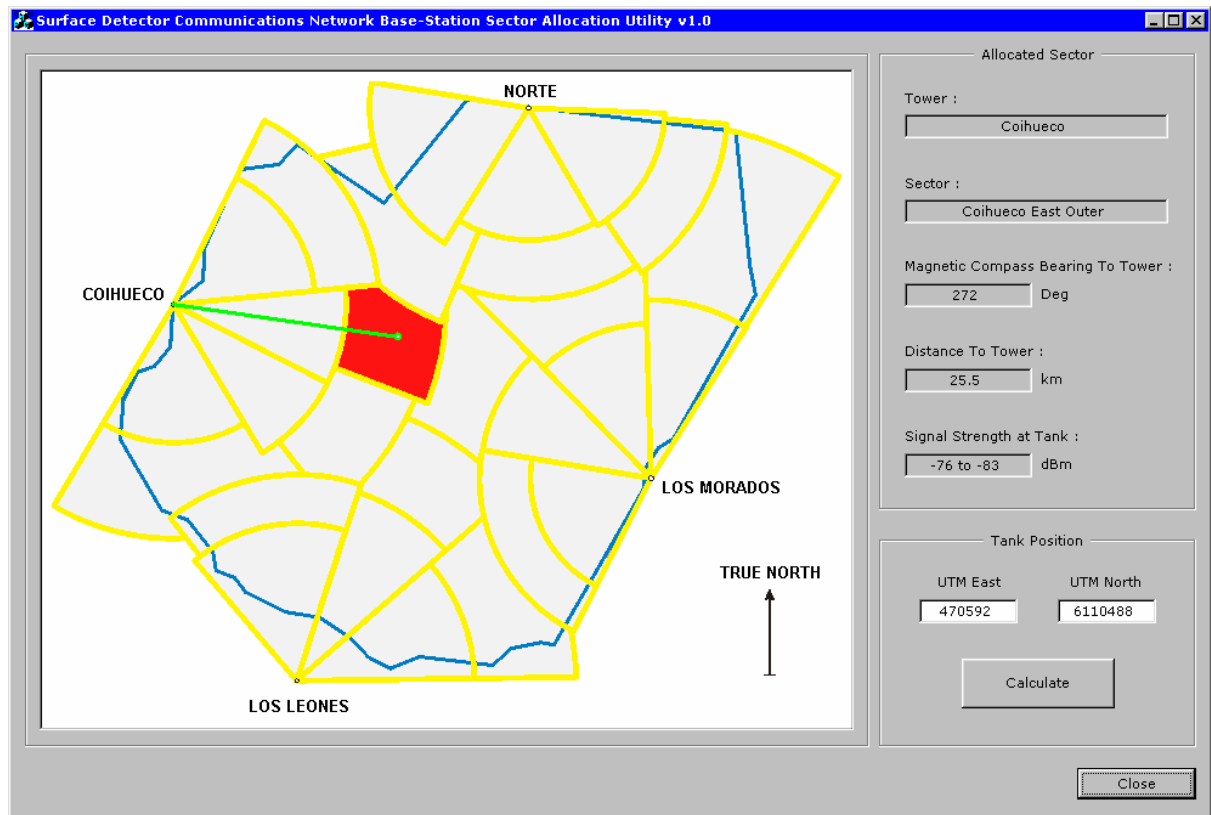 Surface Detector Communications Network Base-Station Sector Allocation Utility v1.0
NORTE
COIHUECO
LOS MORADOS
TRUE NORTH
LOS LEONES
Allocated Sector
Tower :
Coihueco
Sector :
Coihueco East Outer
Magnetic Compass Bearing To Tower :
272 Deg
Distance To Tower :
25.5 km
Signal Strength at Tank :
-76 to -83 dBm
Tank Position
UTM East UTM North
470592 6110488
Calculate
Close